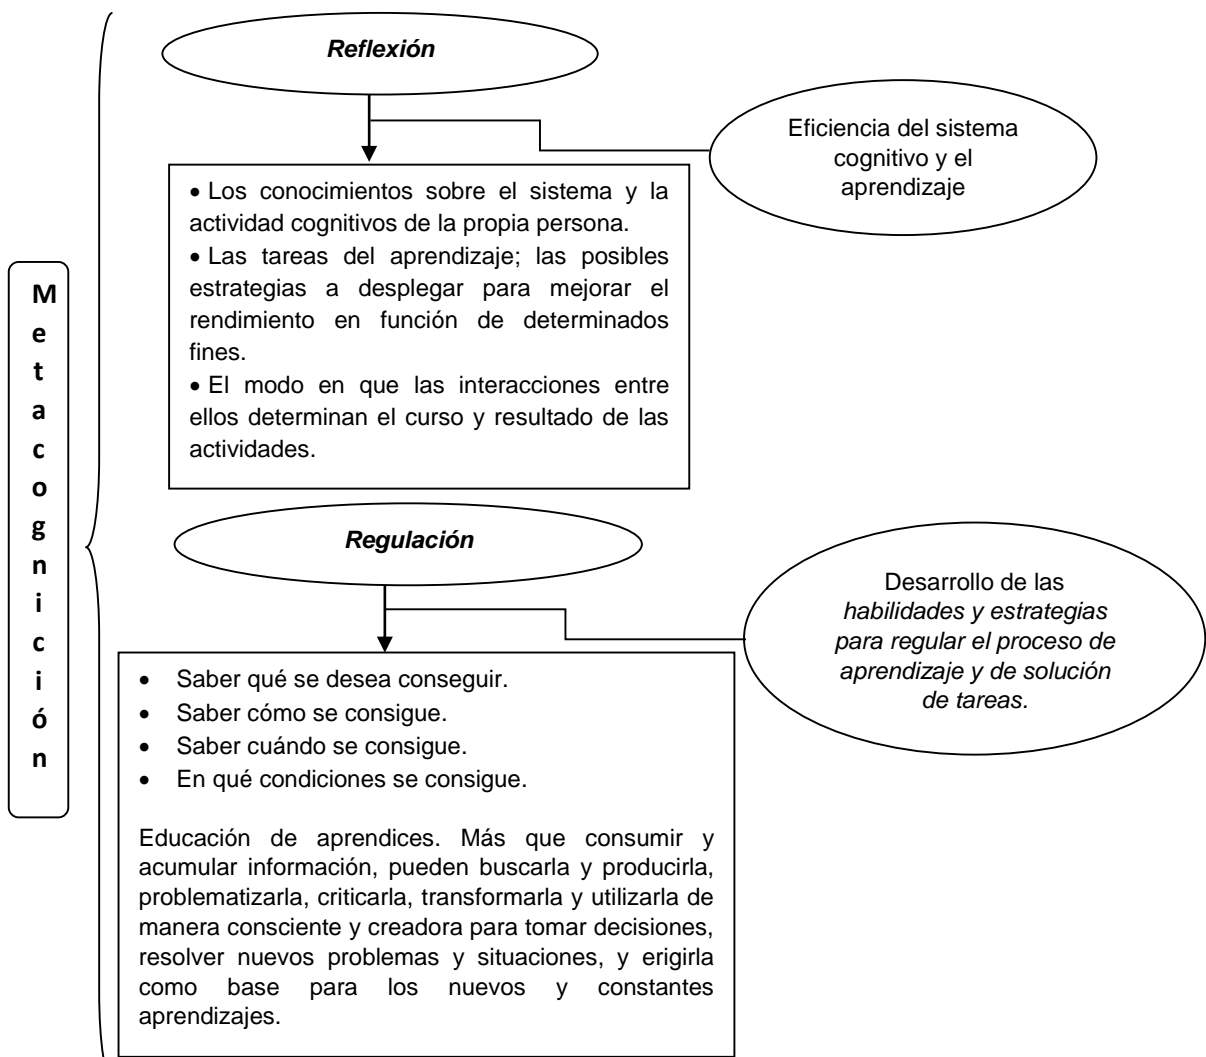 Metacognición
Reflexión
Eficiencia del sistema
cognitivo y el
aprendizaje
• Los conocimientos sobre el sistema y la
actividad cognitivos de la propia persona.
• Las tareas del aprendizaje; las posibles
estrategias a desplegar para mejorar el
rendimiento en función de determinados
fines.
• El modo en que las interacciones entre
ellos determinan el curso y resultado de las
actividades.
Regulación
Desarrollo de las
habilidades y estrategias
para regular el proceso de
aprendizaje y de solución
de tareas.
• Saber qué se desea conseguir.
• Saber cómo se consigue.
• Saber cuándo se consigue.
• En qué condiciones se consigue.
Educación de aprendices. Más que consumir y
acumular información, pueden buscarla y producirla,
problematizarla, criticarla, transformarla y utilizarla de
manera consciente y creadora para tomar decisiones,
resolver nuevos problemas y situaciones, y erigirla
como base para los nuevos y constantes
aprendizajes.